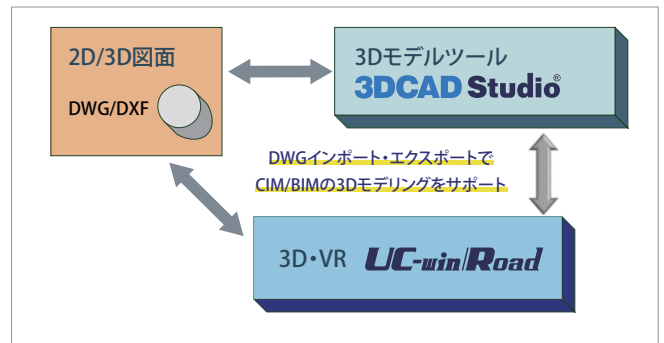 2D/3D図面
DWG/DXF
3Dモデルツール
3DCAD Studio®
DWGインポート・エクスポートで
CIM/BIMの3Dモデリングをサポート
3D・VR UC-win/Road